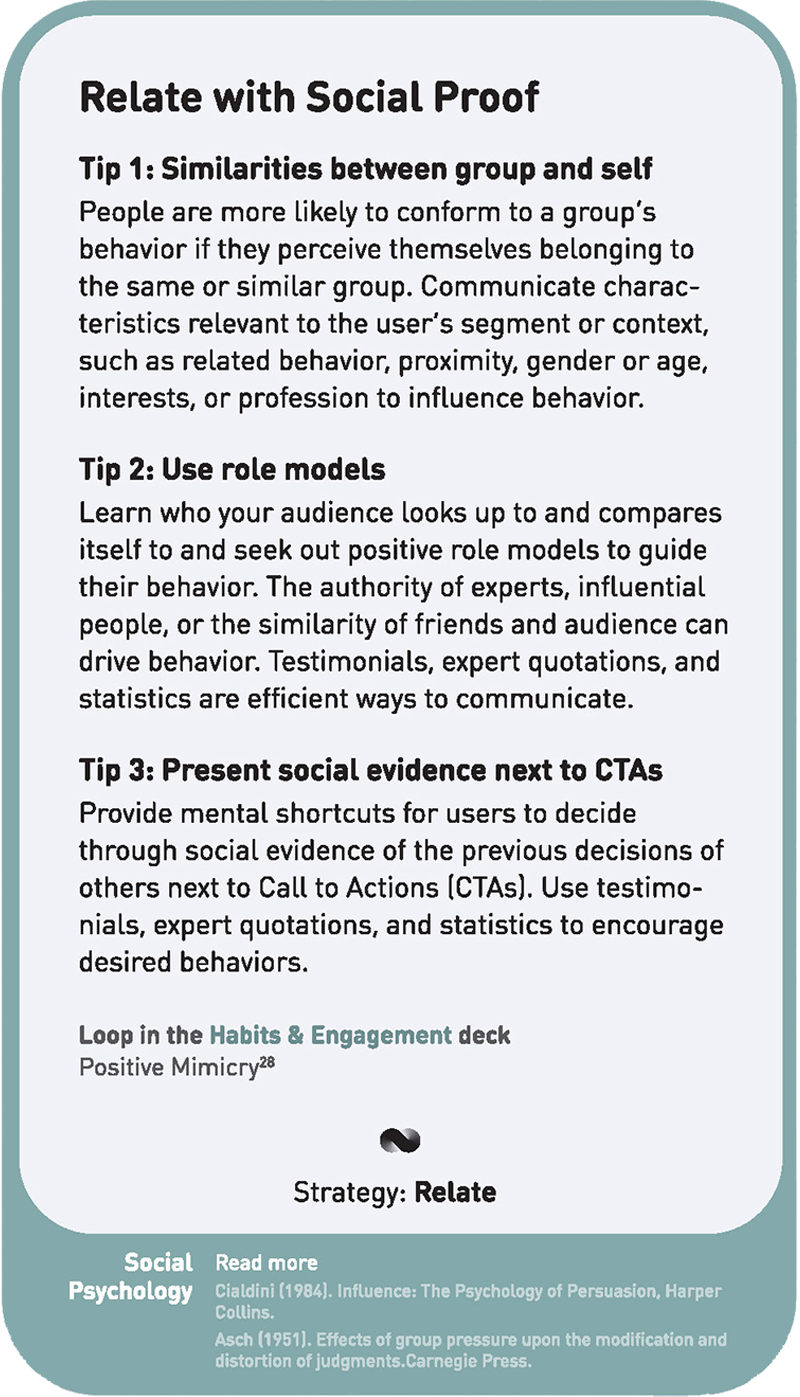 Relate with Social Proof
Tip 1: Similarities between group and self
People are more likely to conform to a group's
behavior if they perceive themselves belonging to
the same or similar group. Communicate charac-
teristics relevant to the user's segment or context,
such as related behavior, proximity, gender or age,
interests, or profession to influence behavior.
Tip 2: Use role models
Learn who your audience looks up to and compares
itself to and seek out positive role models to guide
their behavior. The authority of experts, influential
people, or the similarity of friends and audience can
drive behavior. Testimonials, expert quotations, and
statistics are efficient ways to communicate.
Tip 3: Present social evidence next to CTAs
Provide mental shortcuts for users to decide
through social evidence of the previous decisions of
others next to Call to Actions (CTAs). Use testimo-
nials, expert quotations, and statistics to encourage
desired behaviors.
Loop in the Habits & Engagement deck
Positive Mimicry²⁸
Strategy: Relate
Social
Psychology
Read more
Cialdini (1984). Influence: The Psychology of Persuasion, Harper
Collins.
Asch (1951). Effects of group pressure upon the modification and
distortion of judgments.Carnegie Press.